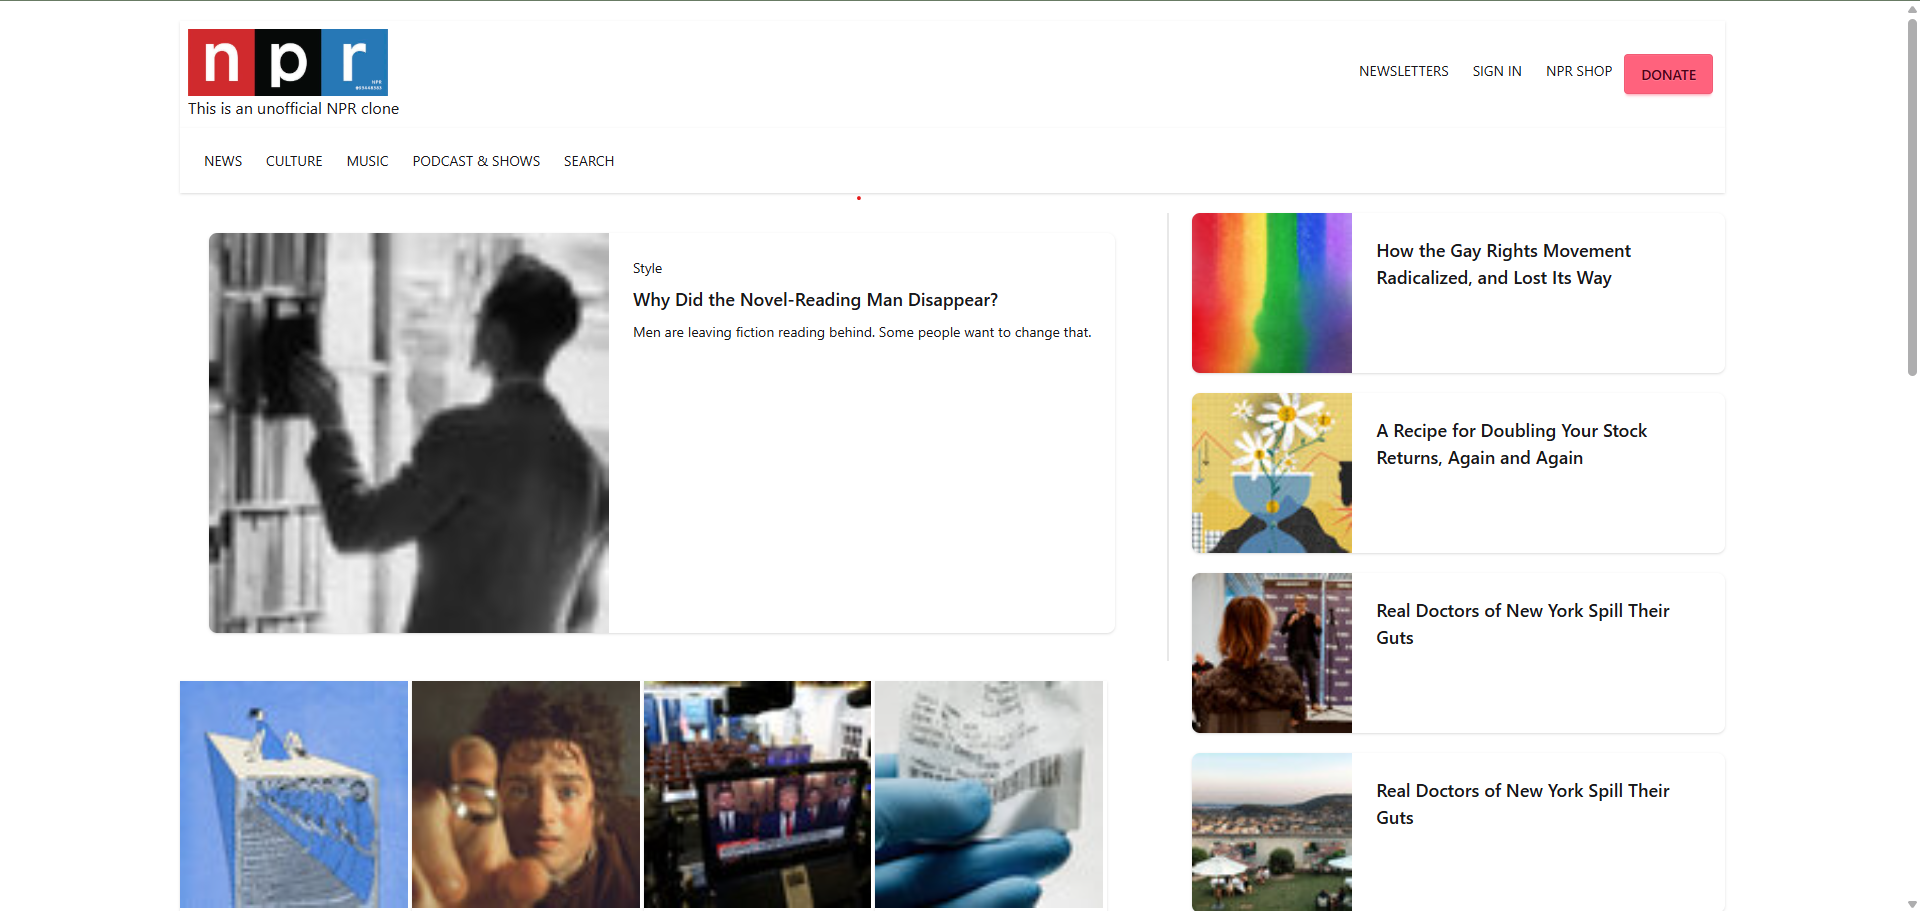 npr
This is an unofficial NPR clone
NEWSLETTERS SIGN IN NPR SHOP DONATE
NEWS CULTURE MUSIC PODCAST & SHOWS SEARCH
Style
Why Did the Novel-Reading Man Disappear?
Men are leaving fiction reading behind. Some people want to change that.
How the Gay Rights Movement
Radicalized, and Lost Its Way
A Recipe for Doubling Your Stock
Returns, Again and Again
Real Doctors of New York Spill Their
Guts
Real Doctors of New York Spill Their
Guts